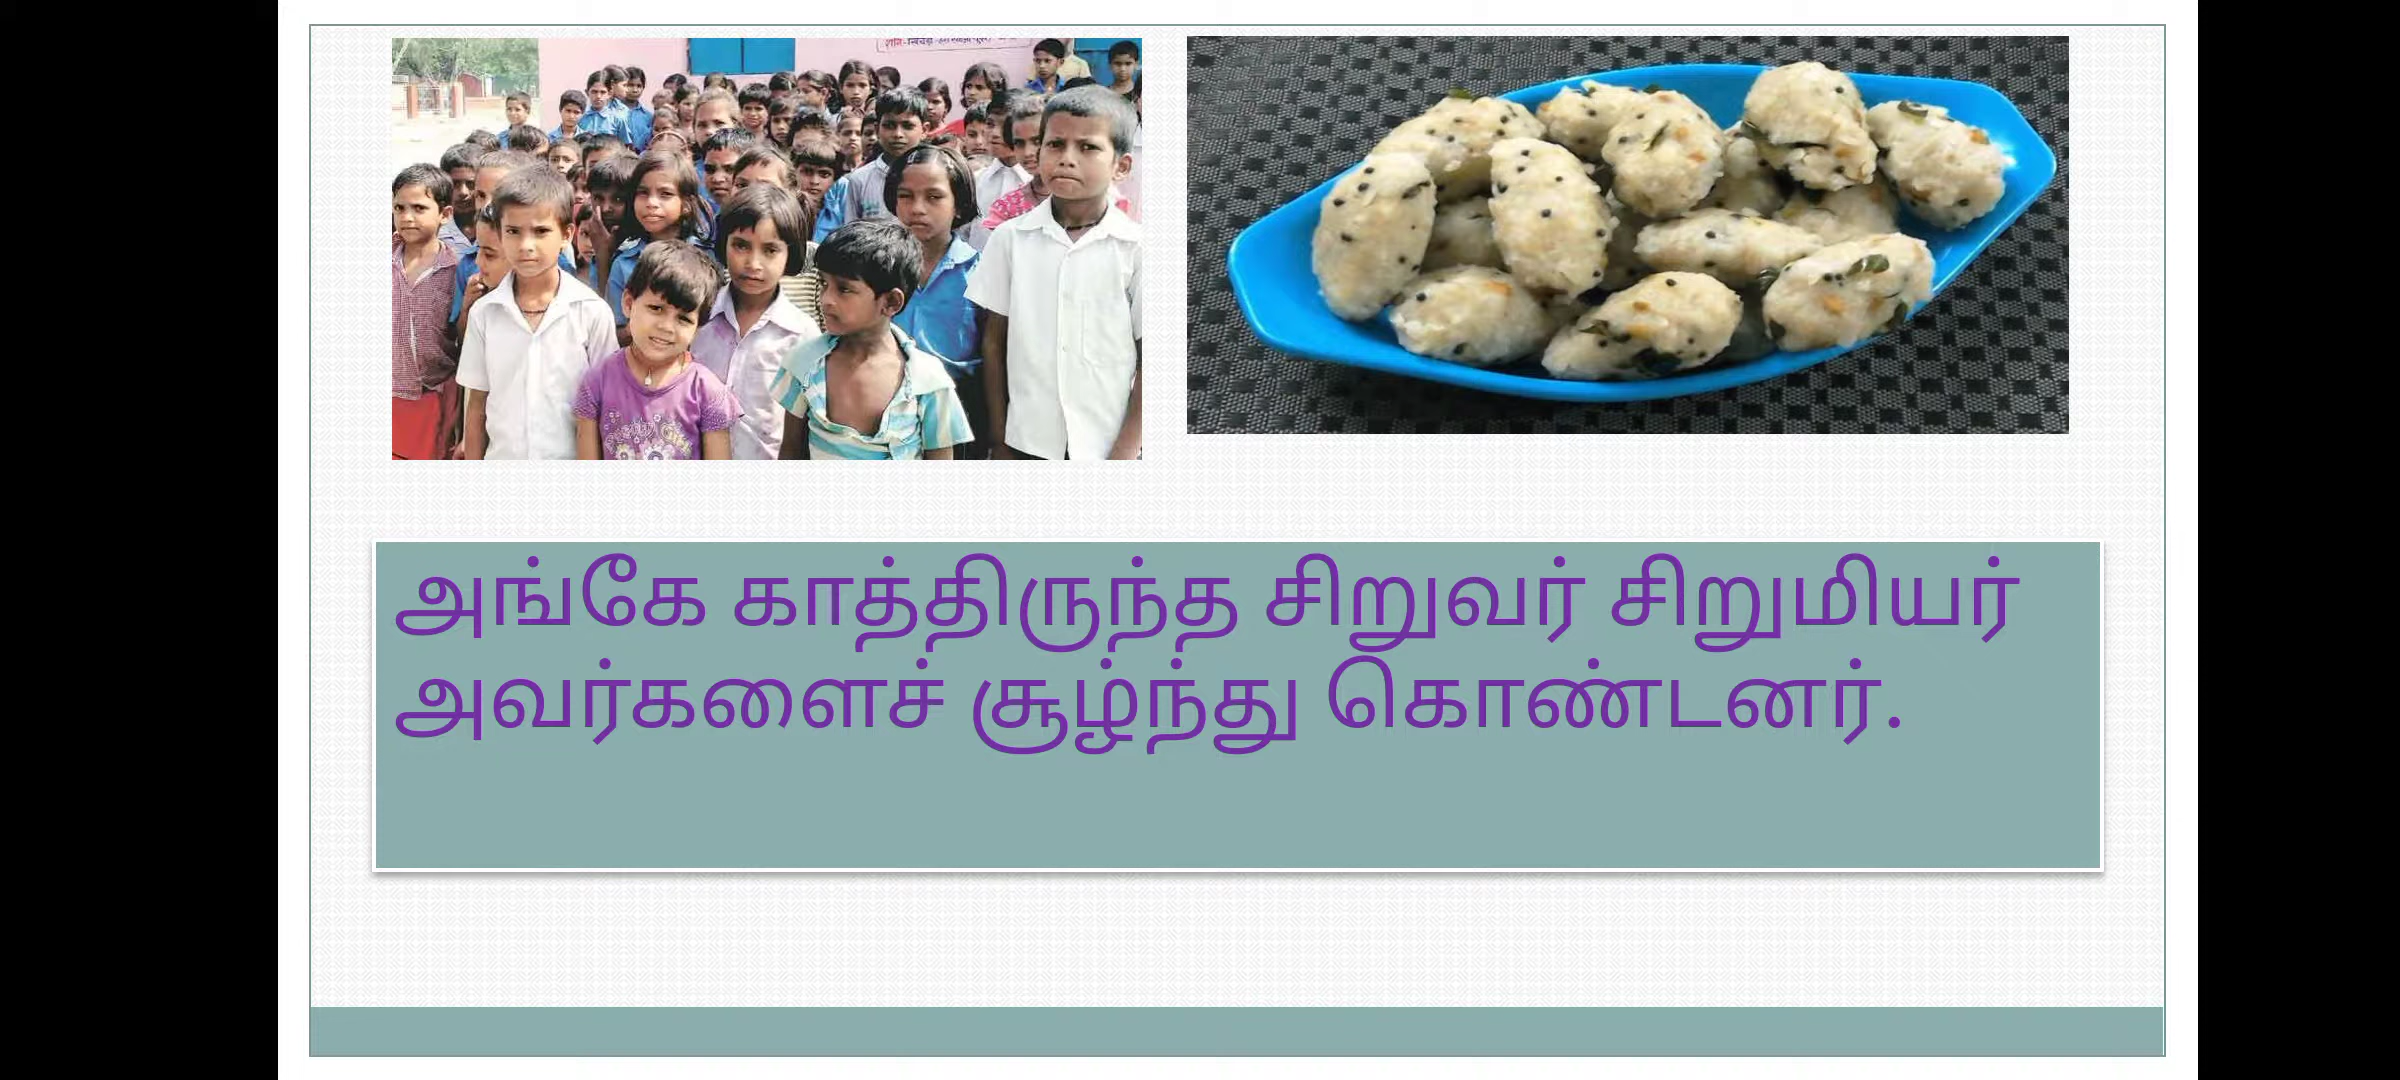 அங்கே காத்திருந்த சிறுவர் சிறுமியர்
அவர்களைச் சூழ்ந்து கொண்டனர்.